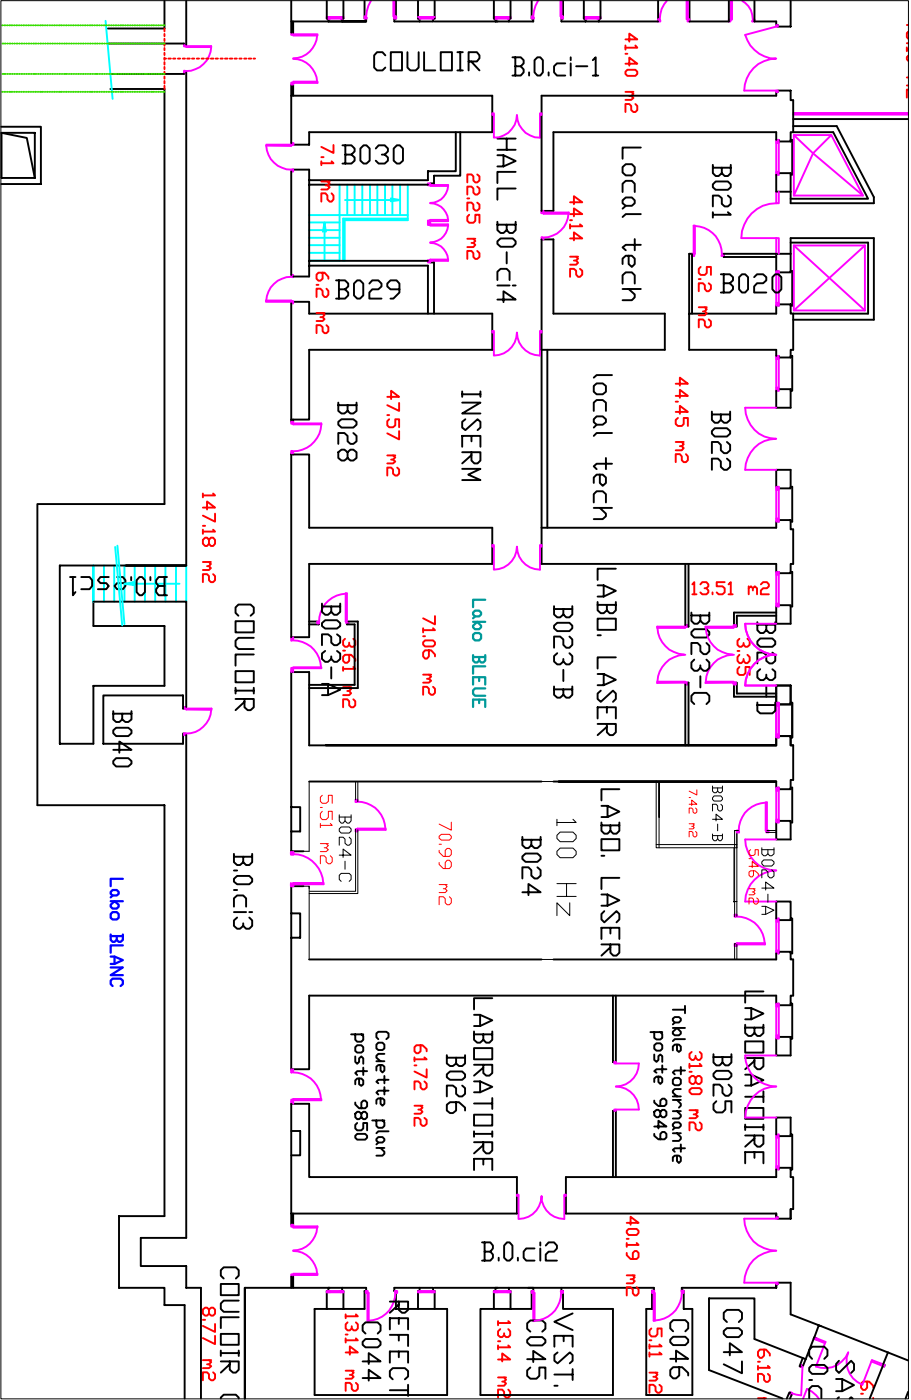 COULOIR B.0.ci-1
41.40 m2
B030
7.1 m2
HALL B0-ci4
22.25 m2
Local tech
B021
44.14 m2
B029
6.2 m2
B020
5.2 m2
B028
47.57 m2
INSERM
local tech
44.45 m2
B022
147.18 m2
B.0.esc1
COULOIR
B.0.ci3
B040
Labo BLANC
B023-A
3.61 m2
71.06 m2
Labo BLEUE
B023-B
LABO. LASER
13.51 m2
B023-C
3.35
B023-D
B024-C
5.51 m2
70.99 m2
B024
100 Hz
LABO. LASER
B024-B
7.42 m2
B024-A
5.46 m2
LABORATOIRE
B026
61.72 m2
Couette plan
poste 9850
LABORATOIRE
B025
31.80 m2
Table tournante
poste 9849
B.0.ci2
40.19 m2
COULOIR
8.77 m2
REFECT
C044
13.14 m2
VEST.
C045
13.14 m2
C046
5.11 m2
C047
6.12